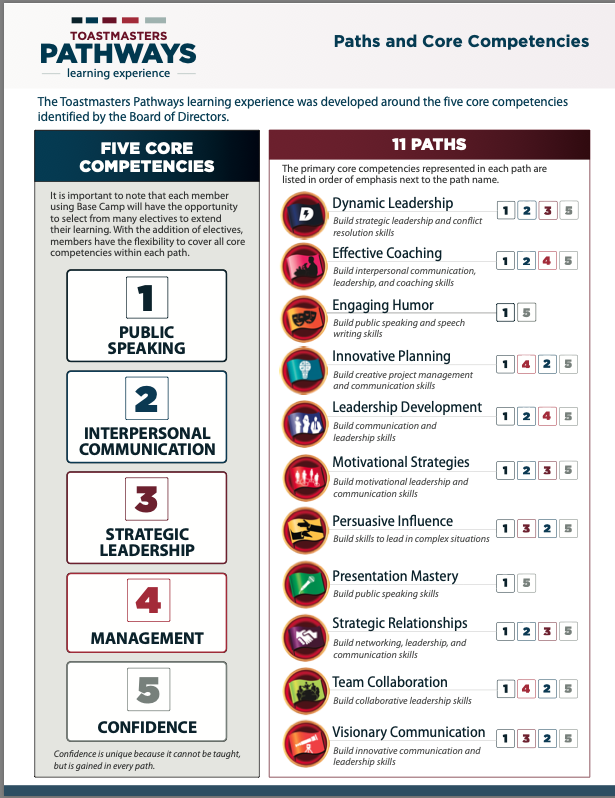 TOASTMASTERS
PATHWAYS
learning experience
Paths and Core Competencies
The Toastmasters Pathways learning experience was developed around the five core competencies
identified by the Board of Directors.
FIVE CORE
COMPETENCIES
It is important to note that each member
using Base Camp will have the opportunity
to select from many electives to extend
their learning. With the addition of electives,
members have the flexibility to cover all core
competencies within each path.
1
PUBLIC
SPEAKING
2
INTERPERSONAL
COMMUNICATION
3
STRATEGIC
LEADERSHIP
4
MANAGEMENT
5
CONFIDENCE
Confidence is unique because it cannot be taught,
but is gained in every path.
11 PATHS
The primary core competencies represented in each path are
listed in order of emphasis next to the path name.
Dynamic Leadership 1 2 3 5
Build strategic leadership and conflict
resolution skills
Effective Coaching 1 2 4 5
Build interpersonal communication,
leadership, and coaching skills
Engaging Humor 1 5
Build public speaking and speech
writing skills
Innovative Planning 1 4 2 5
Build creative project management
and communication skills
Leadership Development 1 2 4 5
Build communication and
leadership skills
Motivational Strategies 1 2 3 5
Build motivational leadership and
communication skills
Persuasive Influence 1 3 2 5
Build skills to lead in complex situations
Presentation Mastery 1 5
Build public speaking skills
Strategic Relationships 1 2 3 5
Build networking, leadership, and
communication skills
Team Collaboration 1 4 2 5
Build collaborative leadership skills
Visionary Communication 1 3 2 5
Build innovative communication and
leadership skills